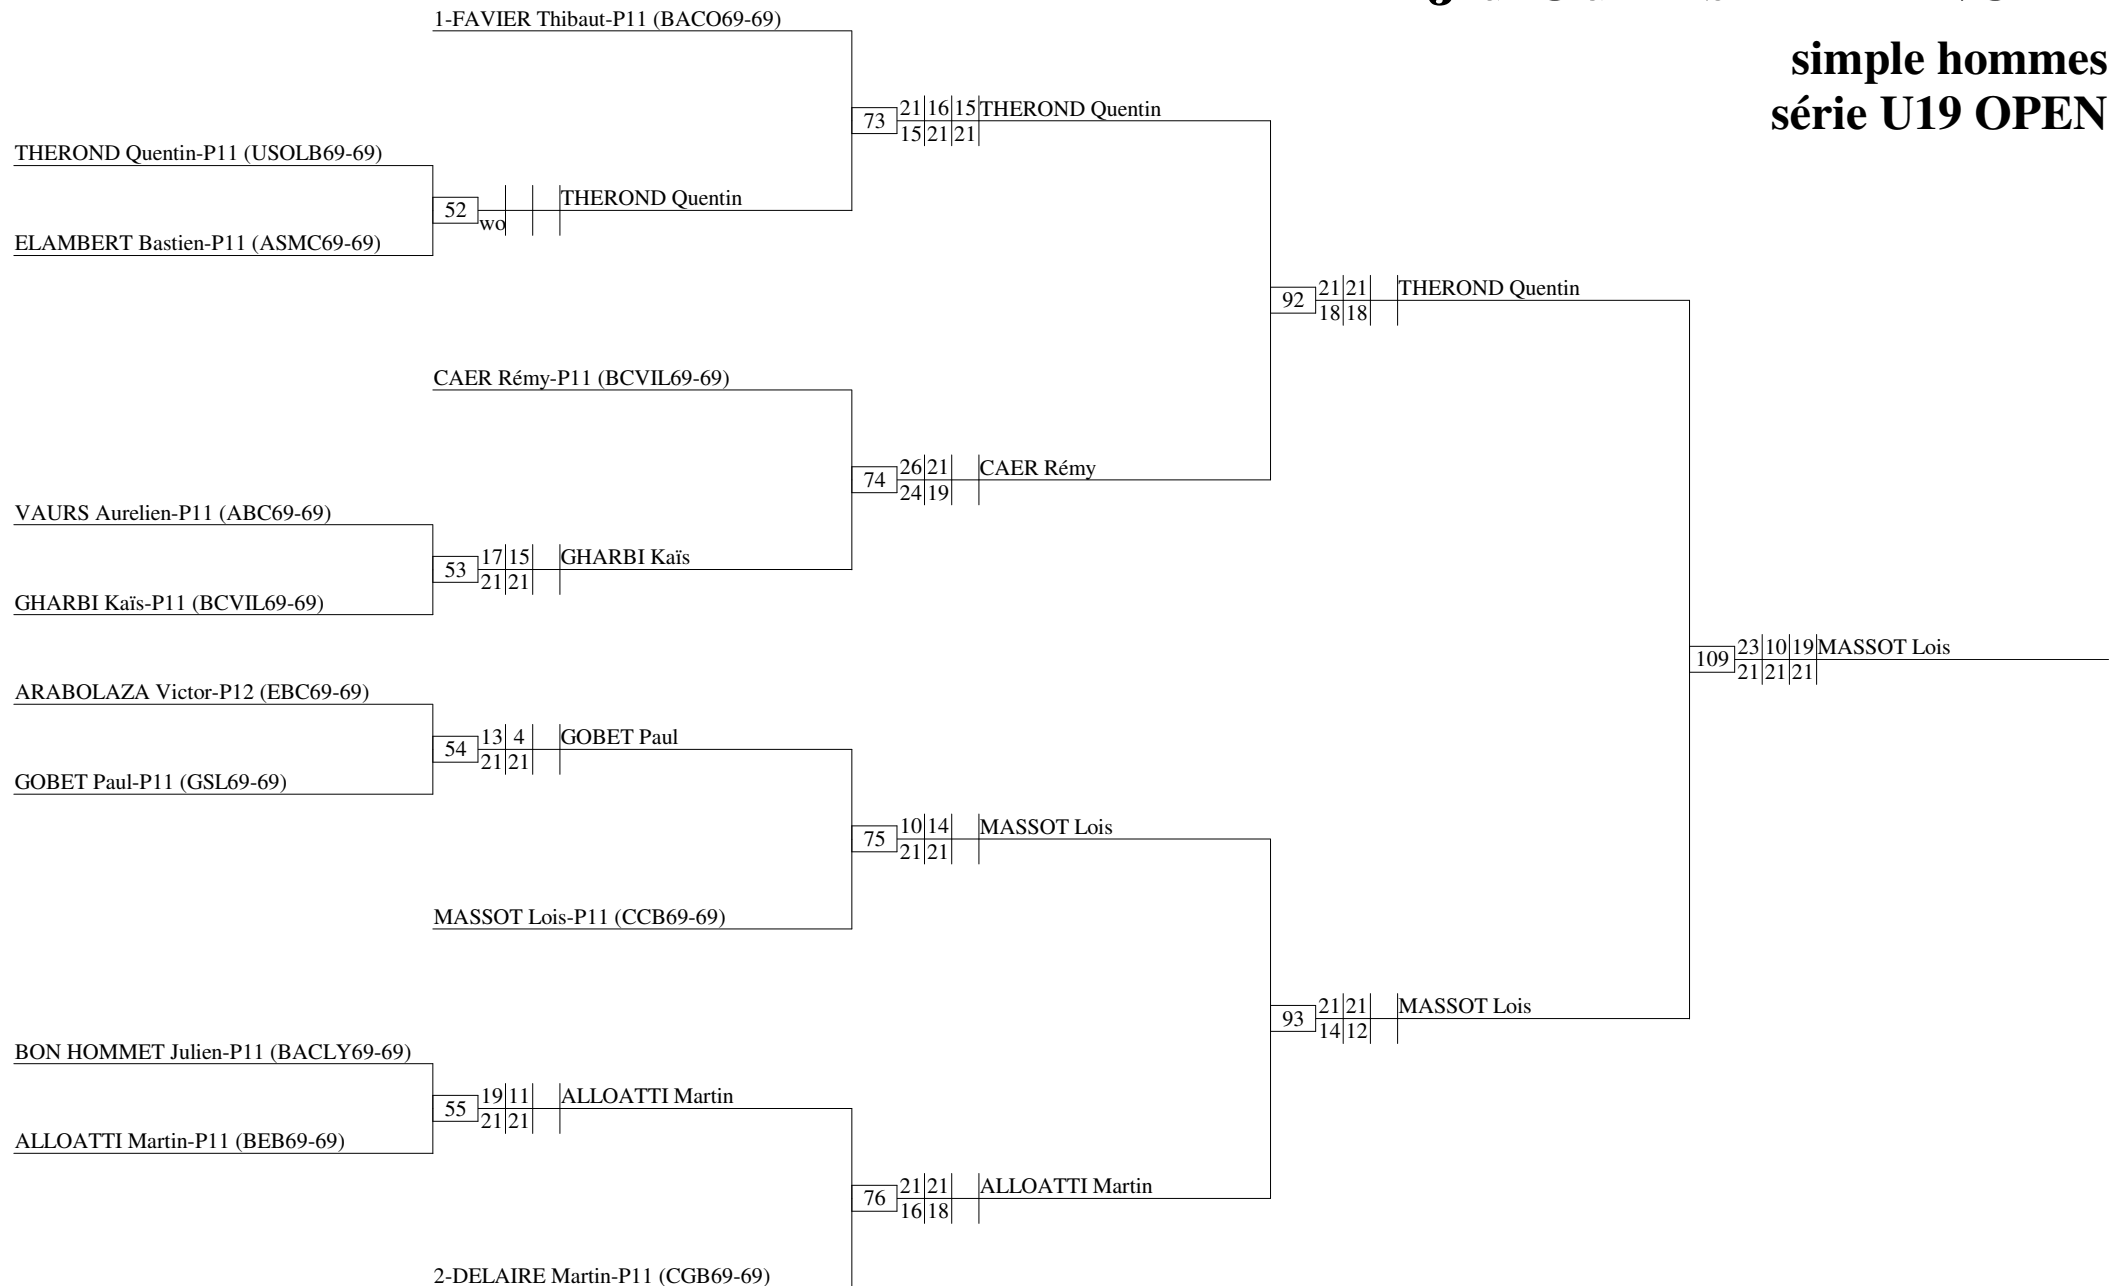 1-FAVIER Thibaut-P11 (BACO69-69)
simple hommes
série U19 OPEN
73 21 16 15 THEROND Quentin
15 21 21
THEROND Quentin-P11 (USOLB69-69)
52 THEROND Quentin
wo
ELAMBERT Bastien-P11 (ASMC69-69)
92 21 21 THEROND Quentin
18 18
CAER Rémy-P11 (BCVIL69-69)
74 26 21 CAER Rémy
24 19
VAURS Aurelien-P11 (ABC69-69)
53 17 15 GHARBI Kaïs
21 21
GHARBI Kaïs-P11 (BCVIL69-69)
109 23 10 19 MASSOT Lois
21 21 21
ARABOLAZA Victor-P12 (EBC69-69)
54 13 4 GOBET Paul
21 21
GOBET Paul-P11 (GSL69-69)
75 10 14 MASSOT Lois
21 21
MASSOT Lois-P11 (CCB69-69)
93 21 21 MASSOT Lois
14 12
BON HOMMET Julien-P11 (BACLY69-69)
55 19 11 ALLOATTI Martin
21 21
ALLOATTI Martin-P11 (BEB69-69)
76 21 21 ALLOATTI Martin
16 18
2-DELAIRE Martin-P11 (CGB69-69)